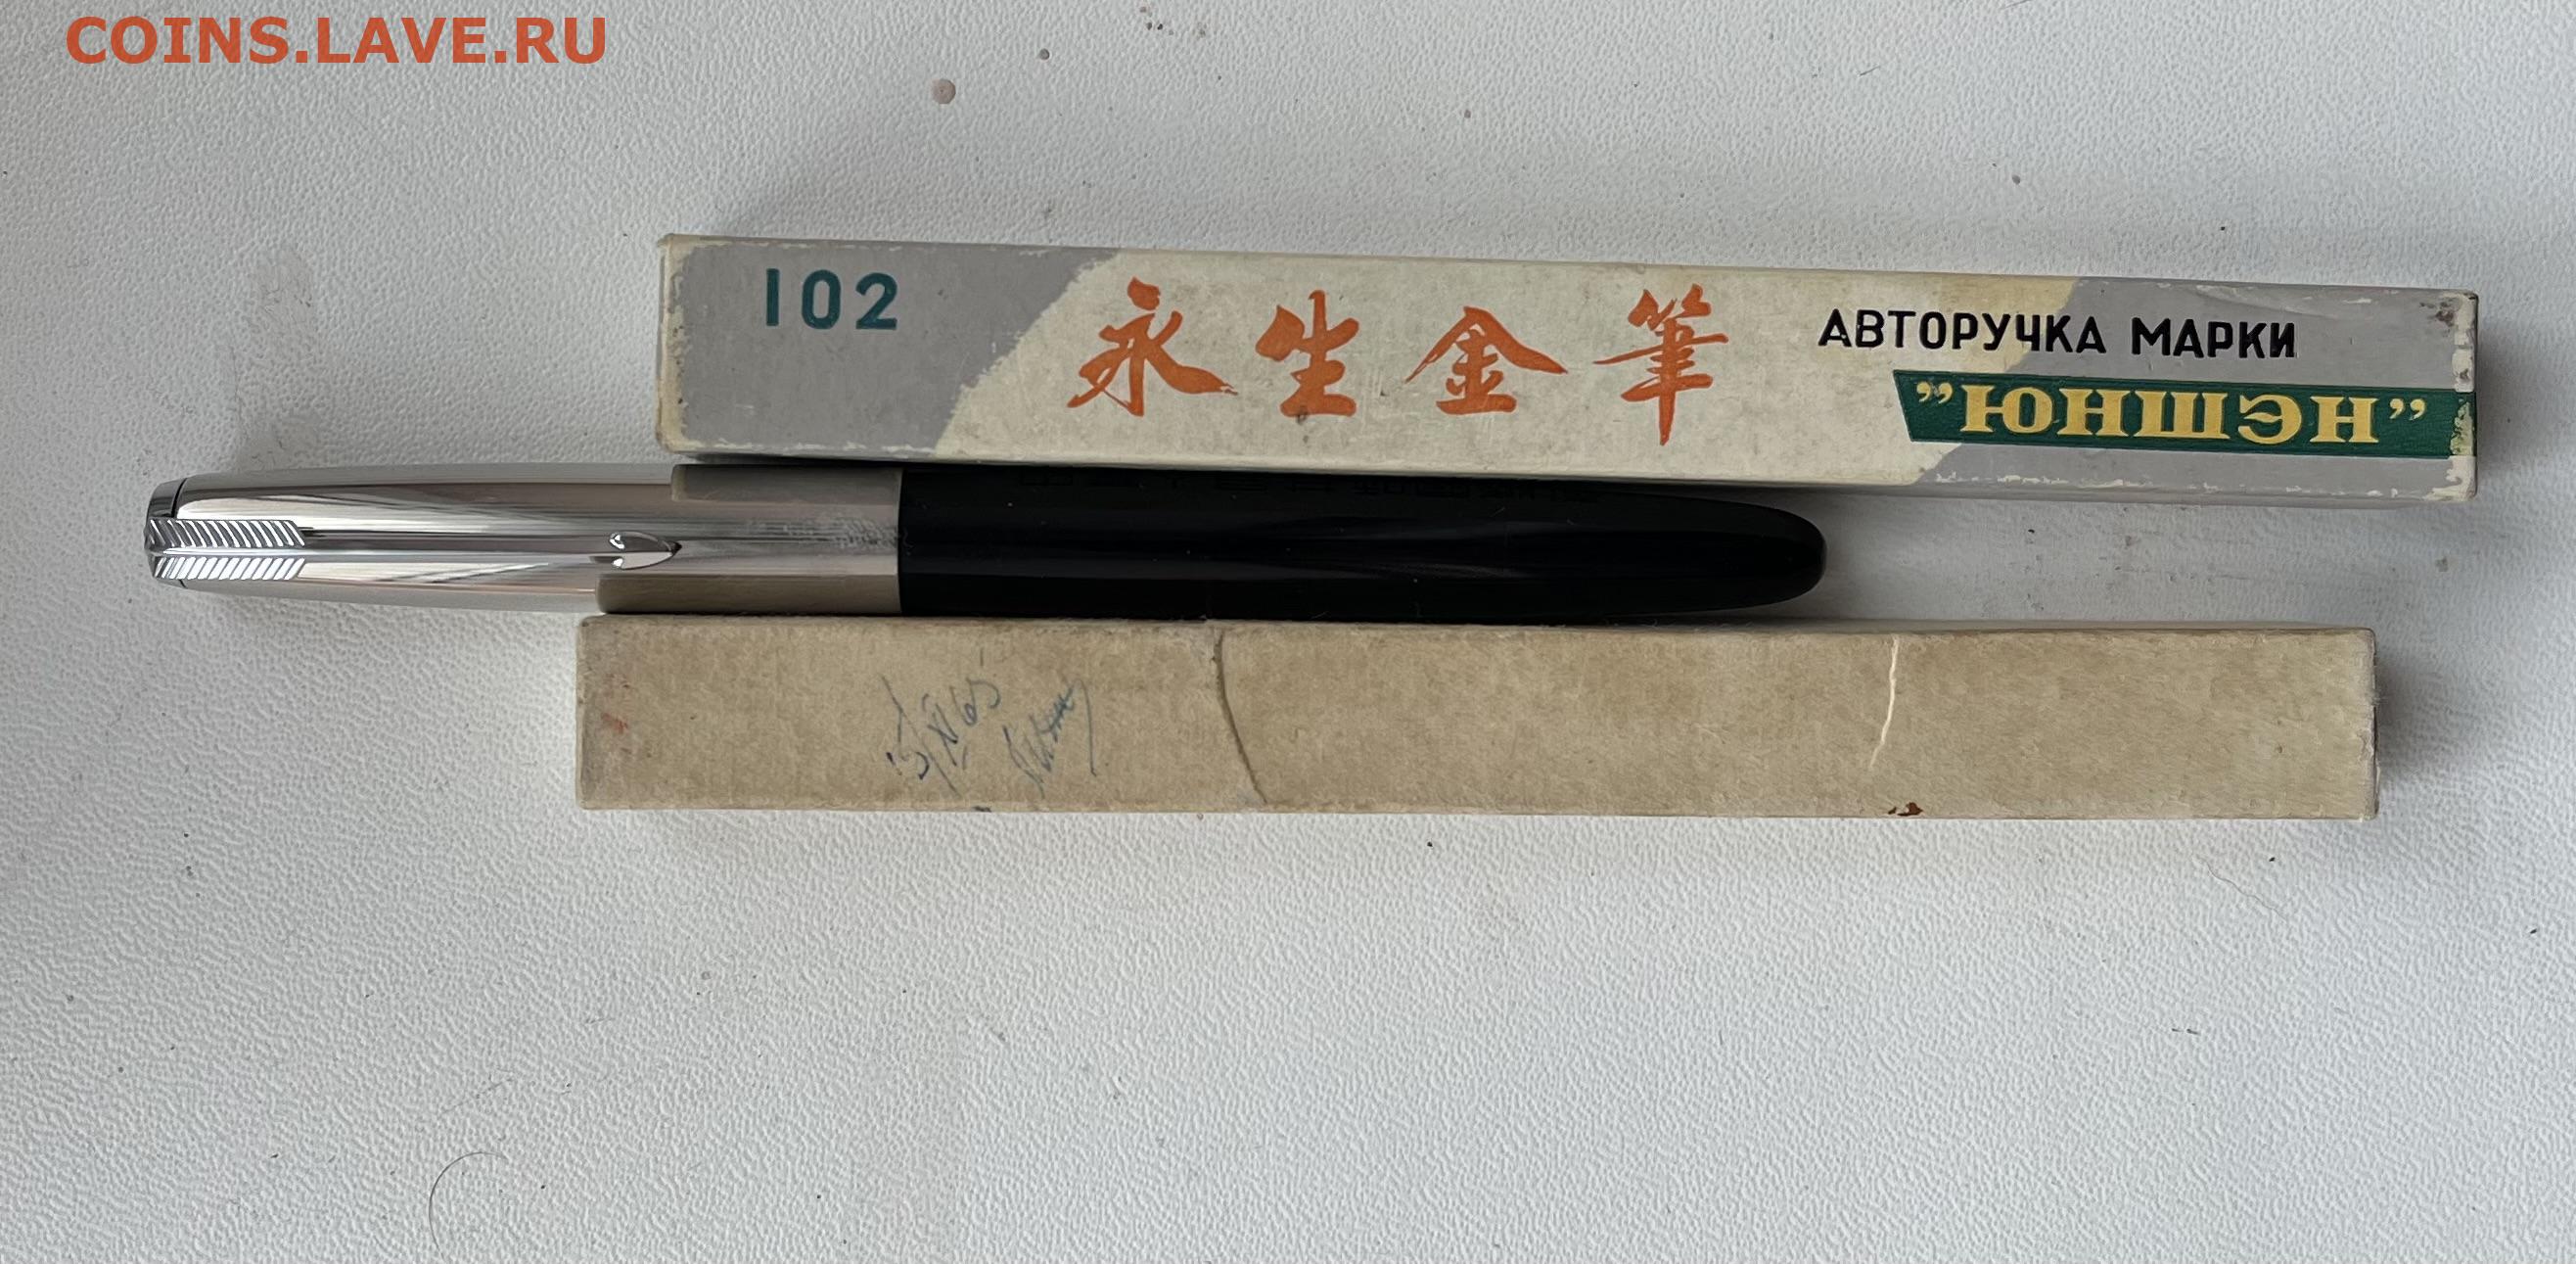 COINS.LAVE.RU
102
永生金筆
АВТОРУЧКА МАРКИ
„ЮНШЭН”